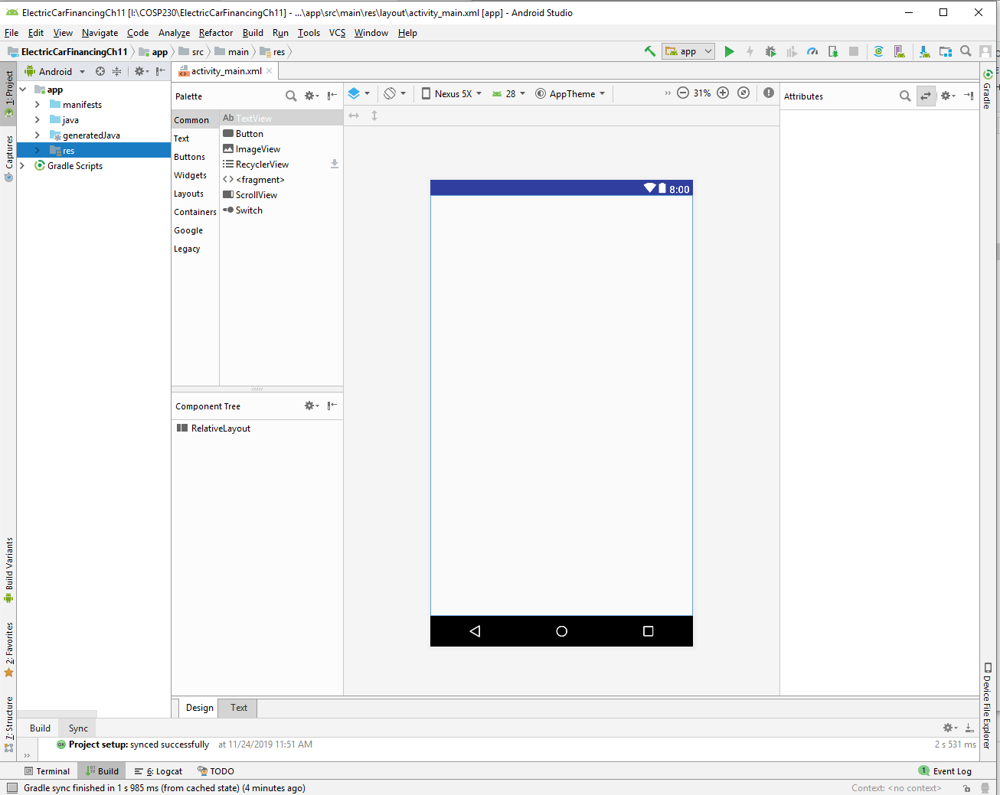 ElectricCarFinancingCh11 [I:\COSP230\ElectricCarFinancingCh11] - ...\app\src\main\res\layout\activity_main.xml [app] - Android Studio
File Edit View Navigate Code Analyze Refactor Build Run Tools VCS Window Help
ElectricCarFinancingCh11 app src main res app
1: Project
Captures
Build Variants
2: Favorites
7: Structure
Android
app
manifests
java
generatedJava
res
Gradle Scripts
activity_main.xml
Palette
Common
Text
Buttons
Widgets
Layouts
Containers
Google
Legacy
Ab TextView
Button
ImageView
RecyclerView
<fragment>
ScrollView
Switch
Component Tree
RelativeLayout
Nexus 5X 28 AppTheme 31%
8:00
Attributes
Gradle
Device File Explorer
Design Text
Build Sync
OK Project setup: synced successfully at 11/24/2019 11:51 AM 2 s 531 ms
Terminal Build 6: Logcat TODO 1 Event Log
Gradle sync finished in 1 s 985 ms (from cached state) (4 minutes ago) Context: <no context>